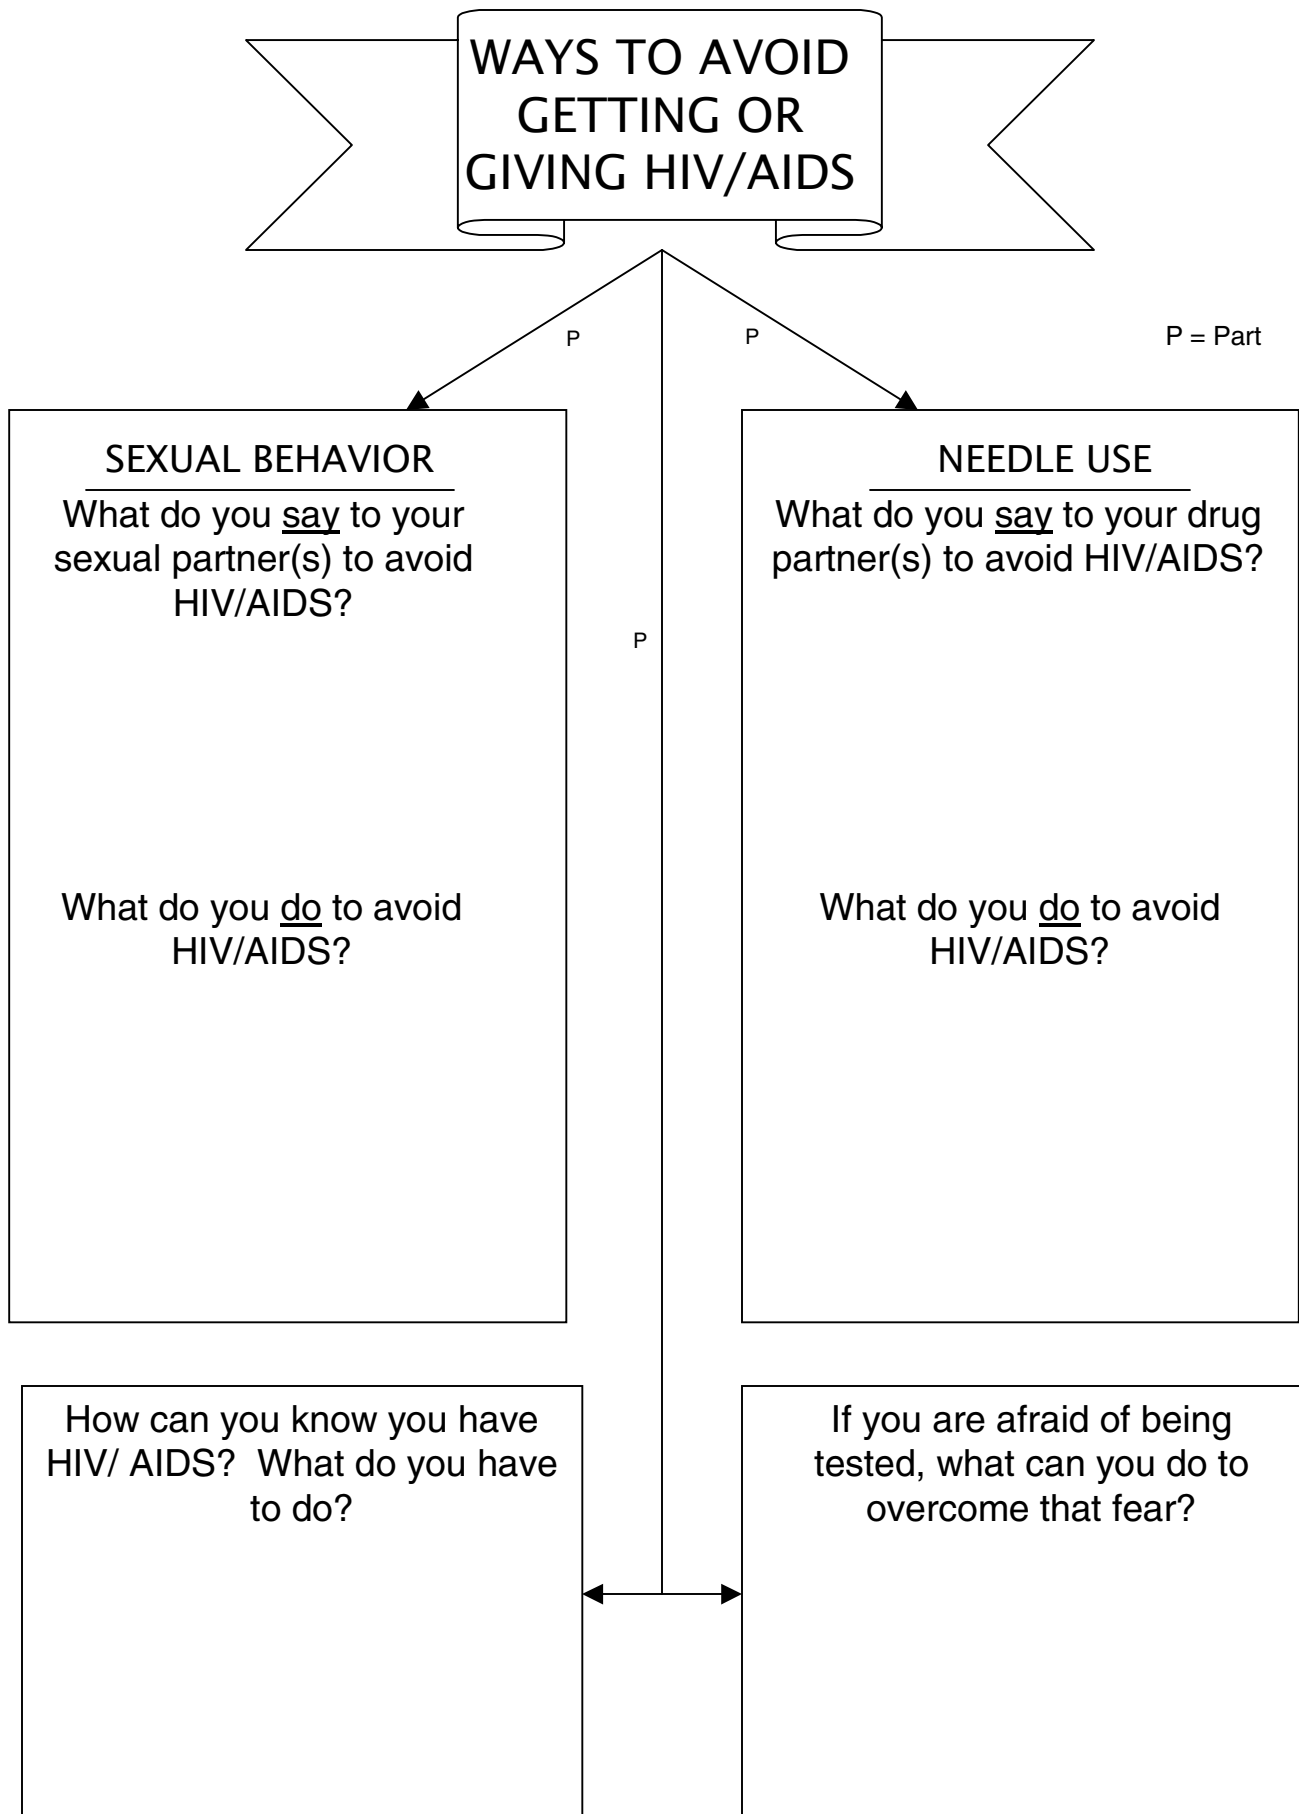 WAYS TO AVOID
GETTING OR
GIVING HIV/AIDS
P
P
P = Part
SEXUAL BEHAVIOR
What do you say to your
sexual partner(s) to avoid
HIV/AIDS?
What do you do to avoid
HIV/AIDS?
P
NEEDLE USE
What do you say to your drug
partner(s) to avoid HIV/AIDS?
What do you do to avoid
HIV/AIDS?
How can you know you have
HIV/ AIDS?  What do you have
to do?
If you are afraid of being
tested, what can you do to
overcome that fear?